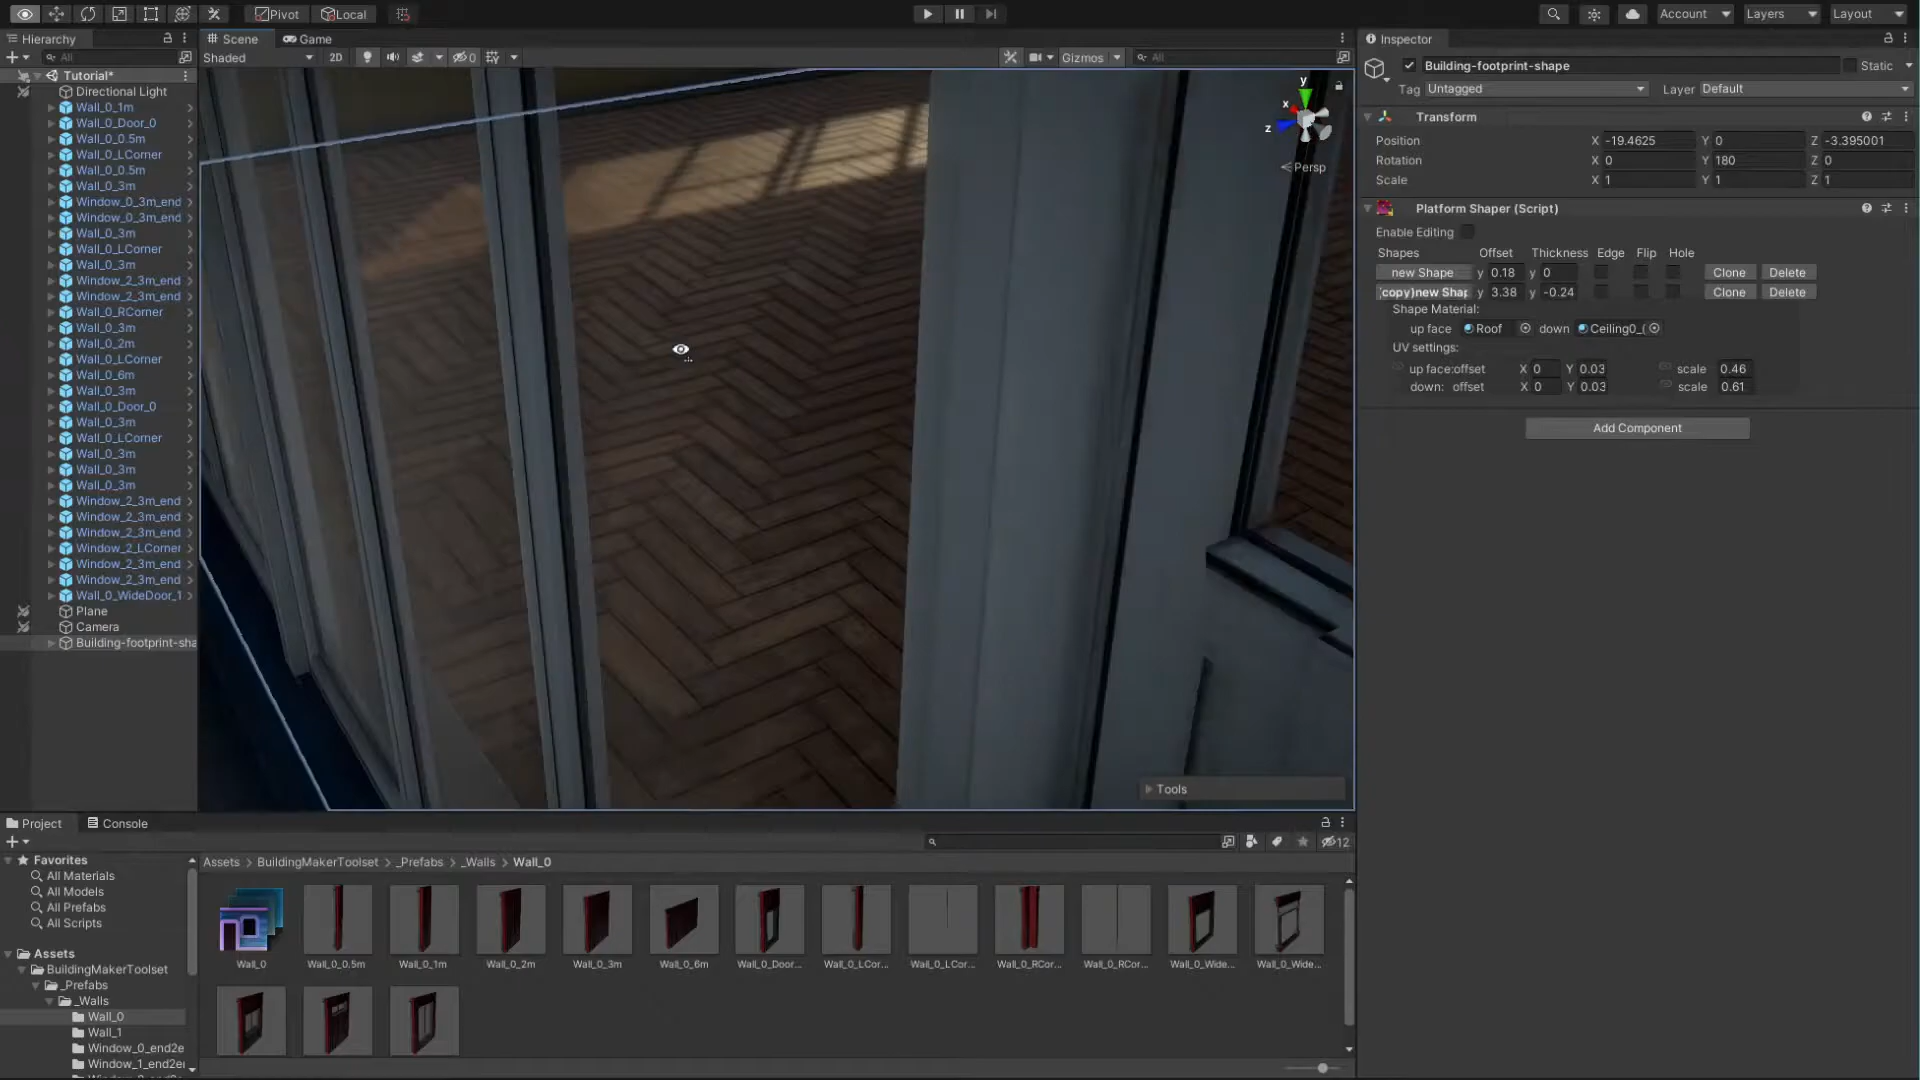 Pivot Local Account Layers Layout
Hierarchy Scene Game Inspector
All Shaded 2D 0 Gizmos All
Tutorial*
Directional Light
Wall_0_1m
Wall_0_Door_0
Wall_0_0.5m
Wall_0_LCorner
Wall_0_0.5m
Wall_0_3m
Window_0_3m_end
Window_0_3m_end
Wall_0_3m
Wall_0_LCorner
Wall_0_3m
Window_2_3m_end
Window_2_3m_end
Wall_0_RCorner
Wall_0_3m
Wall_0_2m
Wall_0_LCorner
Wall_0_6m
Wall_0_3m
Wall_0_Door_0
Wall_0_3m
Wall_0_LCorner
Wall_0_3m
Wall_0_3m
Wall_0_3m
Window_2_3m_end
Window_2_3m_end
Window_2_3m_end
Window_2_LCorner
Window_2_3m_end
Window_2_3m_end
Wall_0_WideDoor_1
Plane
Camera
Building-footprint-sha
y
x
z
Persp
Tools
Building-footprint-shape Static
Tag Untagged Layer Default
Transform
Position X -19.4625 Y 0 Z -3.395001
Rotation X 0 Y 180 Z 0
Scale X 1 Y 1 Z 1
Platform Shaper (Script)
Enable Editing
Shapes Offset Thickness Edge Flip Hole
new Shape y 0.18 y 0 Clone Delete
(copy)new Shap y 3.38 y -0.24 Clone Delete
Shape Material:
up face Roof down Ceiling0_(
UV settings:
up face:offset X 0 Y 0.03 scale 0.46
down: offset X 0 Y 0.03 scale 0.61
Add Component
Project Console
12
Favorites
All Materials
All Models
All Prefabs
All Scripts
Assets
BuildingMakerToolset
_Prefabs
_Walls
Wall_0
Wall_1
Window_0_end2e
Window_1_end2e
Assets > BuildingMakerToolset > _Prefabs > _Walls > Wall_0
Wall_0 Wall_0_0.5m Wall_0_1m Wall_0_2m Wall_0_3m Wall_0_6m Wall_0_Door... Wall_0_LCor... Wall_0_LCor... Wall_0_RCor... Wall_0_RCor... Wall_0_Wide... Wall_0_Wide...